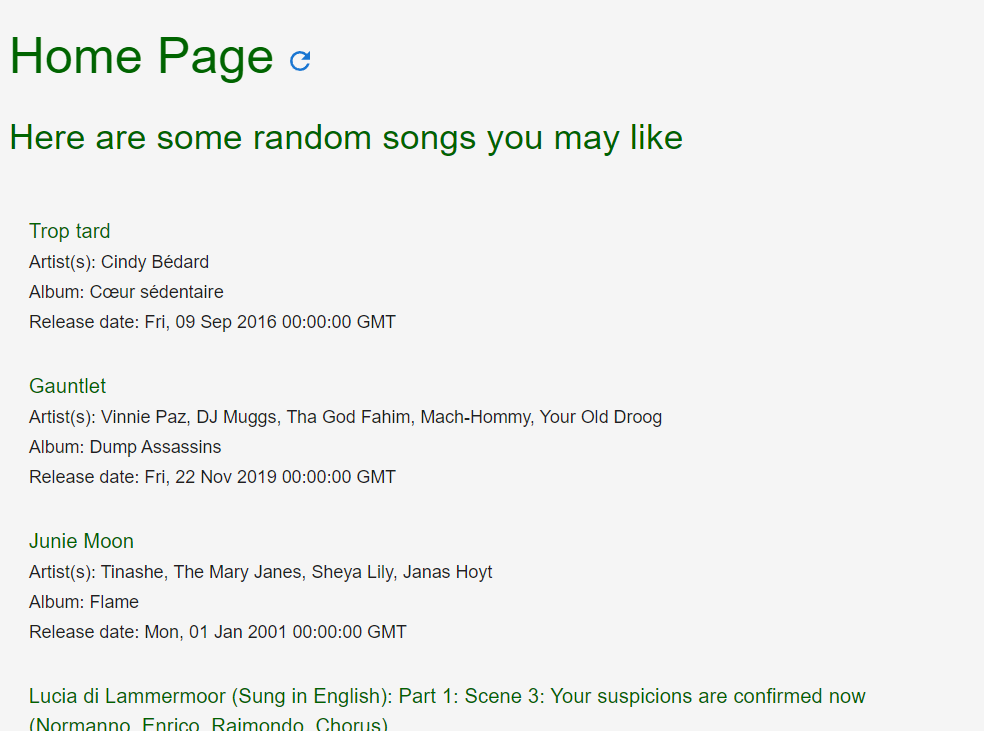 Home Page
Here are some random songs you may like
Trop tard
Artist(s): Cindy Bédard
Album: Cœur sédentaire
Release date: Fri, 09 Sep 2016 00:00:00 GMT
Gauntlet
Artist(s): Vinnie Paz, DJ Muggs, Tha God Fahim, Mach-Hommy, Your Old Droog
Album: Dump Assassins
Release date: Fri, 22 Nov 2019 00:00:00 GMT
Junie Moon
Artist(s): Tinashe, The Mary Janes, Sheya Lily, Janas Hoyt
Album: Flame
Release date: Mon, 01 Jan 2001 00:00:00 GMT
Lucia di Lammermoor (Sung in English): Part 1: Scene 3: Your suspicions are confirmed now
(Normanno, Enrico, Raimondo, Chorus)